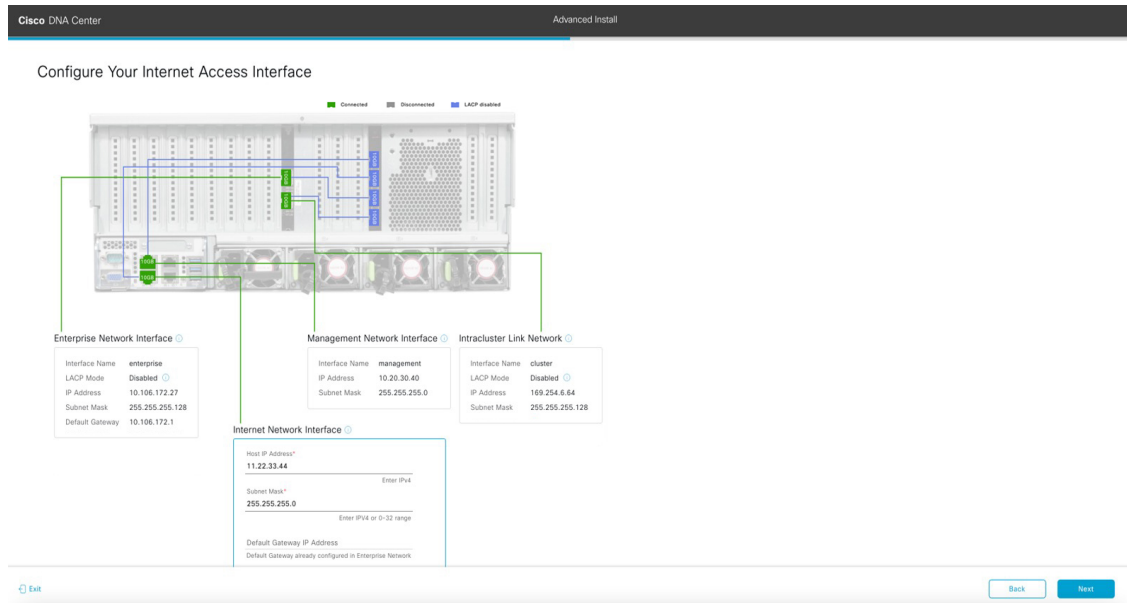 Cisco DNA Center
Advanced Install
Configure Your Internet Access Interface
Connected Disconnected LACP disabled
10GB
10GB
10GB
10GB
10GB
10GB
10GB
10GB
Enterprise Network Interface
Interface Name enterprise
LACP Mode Disabled
IP Address 10.106.172.27
Subnet Mask 255.255.255.128
Default Gateway 10.106.172.1
Management Network Interface
Interface Name management
IP Address 10.20.30.40
Subnet Mask 255.255.255.0
Intracluster Link Network
Interface Name cluster
LACP Mode Disabled
IP Address 169.254.6.64
Subnet Mask 255.255.255.128
Internet Network Interface
Host IP Address*
11.22.33.44
Enter IPv4
Subnet Mask*
255.255.255.0
Enter IPV4 or 0-32 range
Default Gateway IP Address
Default Gateway already configured in Enterprise Network
Exit
Back
Next